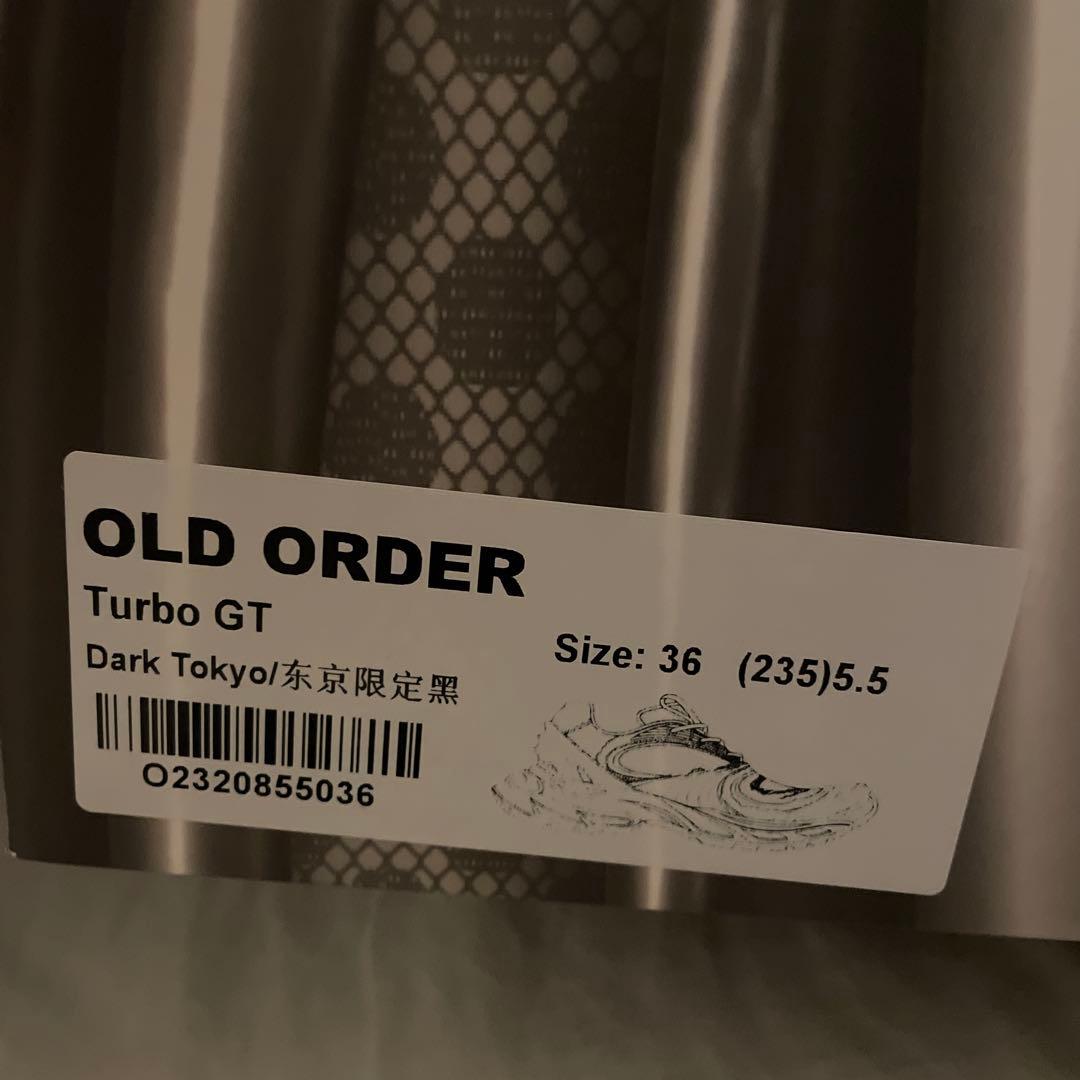 OLD ORDER
Turbo GT
Dark Tokyo/东京限定黑
Size: 36 (235)5.5
O2320855036